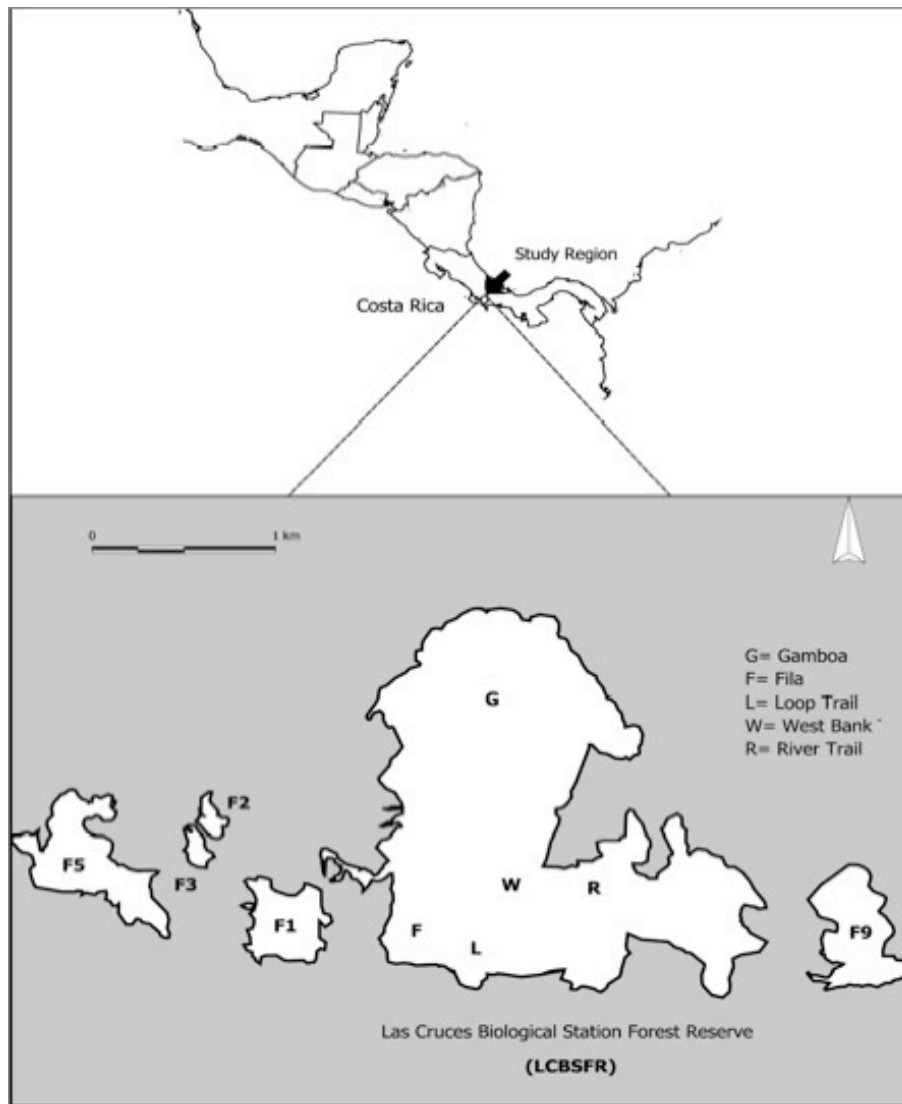 Study Region
Costa Rica
0 1 km
G= Gamboa
F= Fila
L= Loop Trail
W= West Bank
R= River Trail
G
F2
F5
F3
W
R
F1
F
L
F9
Las Cruces Biological Station Forest Reserve
(LCBSFR)